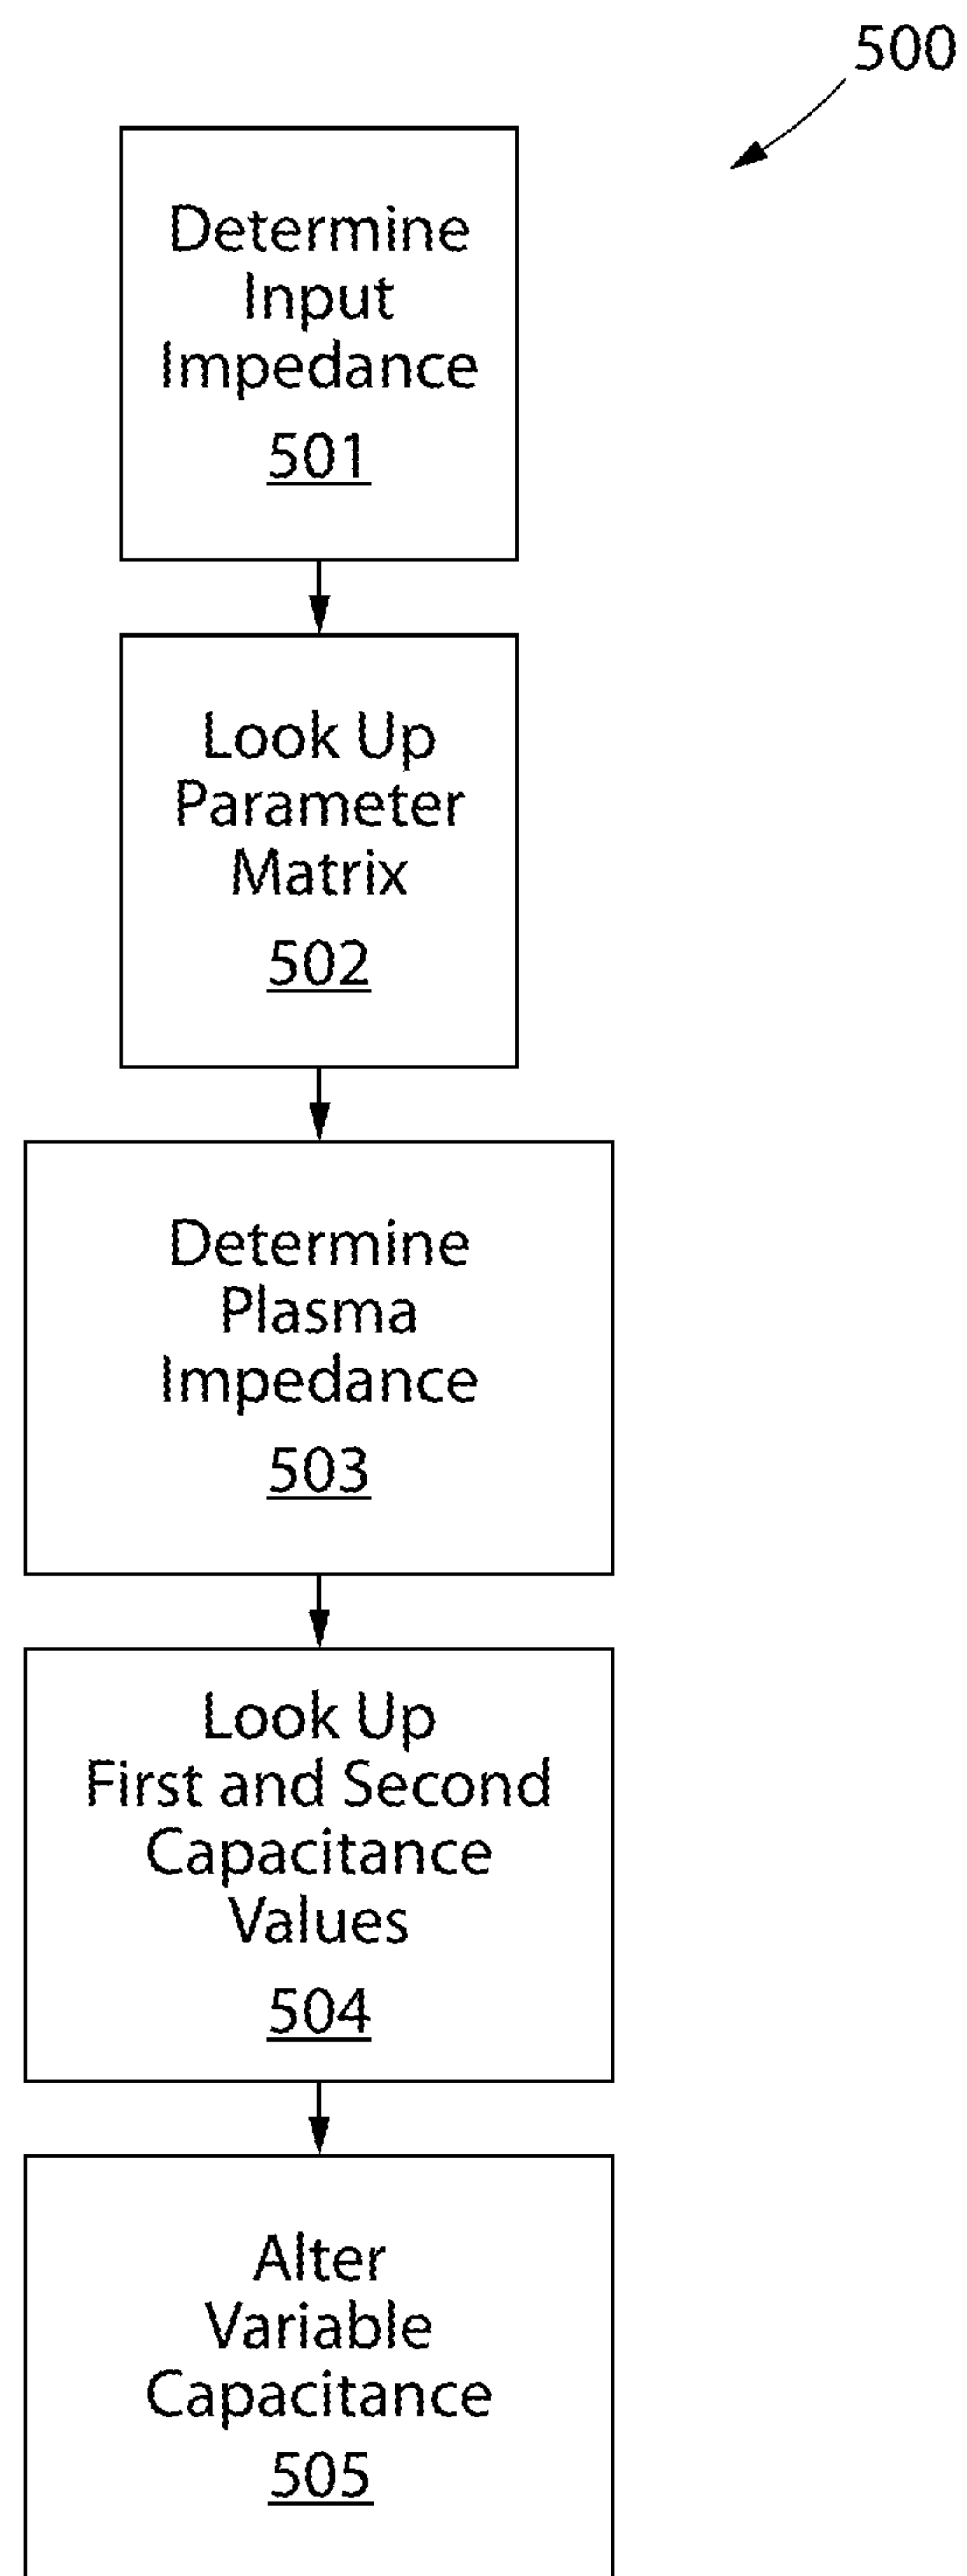 500
Determine
Input
Impedance
501
Look Up
Parameter
Matrix
502
Determine
Plasma
Impedance
503
Look Up
First and Second
Capacitance
Values
504
Alter
Variable
Capacitance
505